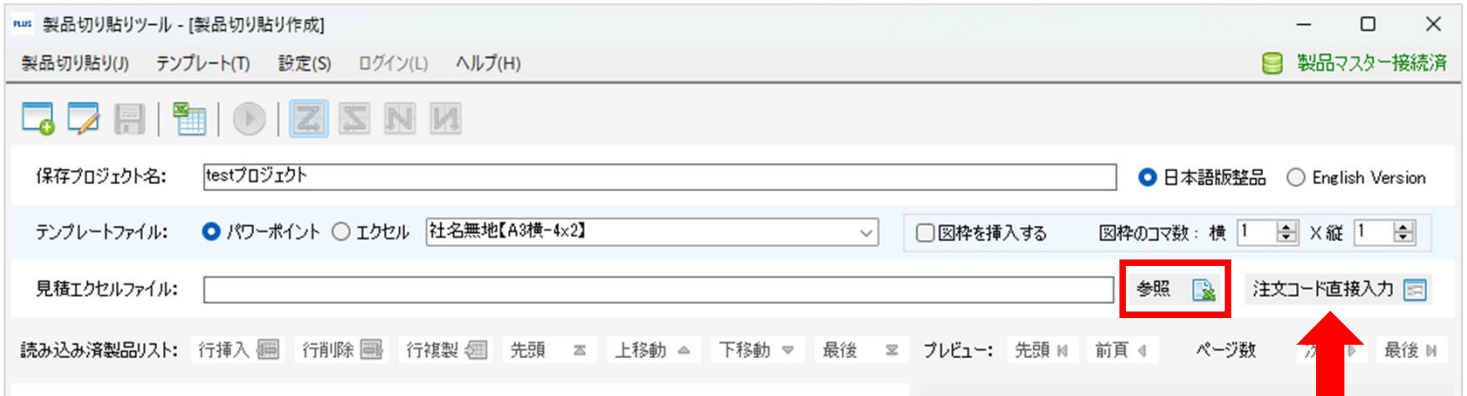 PLUS 製品切り貼りツール - [製品切り貼り作成]
製品切り貼り(J) テンプレート(T) 設定(S) ログイン(L) ヘルプ(H) 製品マスター接続済
保存プロジェクト名: testプロジェクト 日本語版整品 English Version
テンプレートファイル: パワーポイント エクセル 社名無地【A3横-4x2】 図枠を挿入する 図枠のコマ数: 横 1 X 縦 1
見積エクセルファイル: 参照 注文コード直接入力
読み込み済製品リスト: 行挿入 行削除 行複製 先頭 上移動 下移動 最後 プレビュー: 先頭 前頁 ページ数 最後